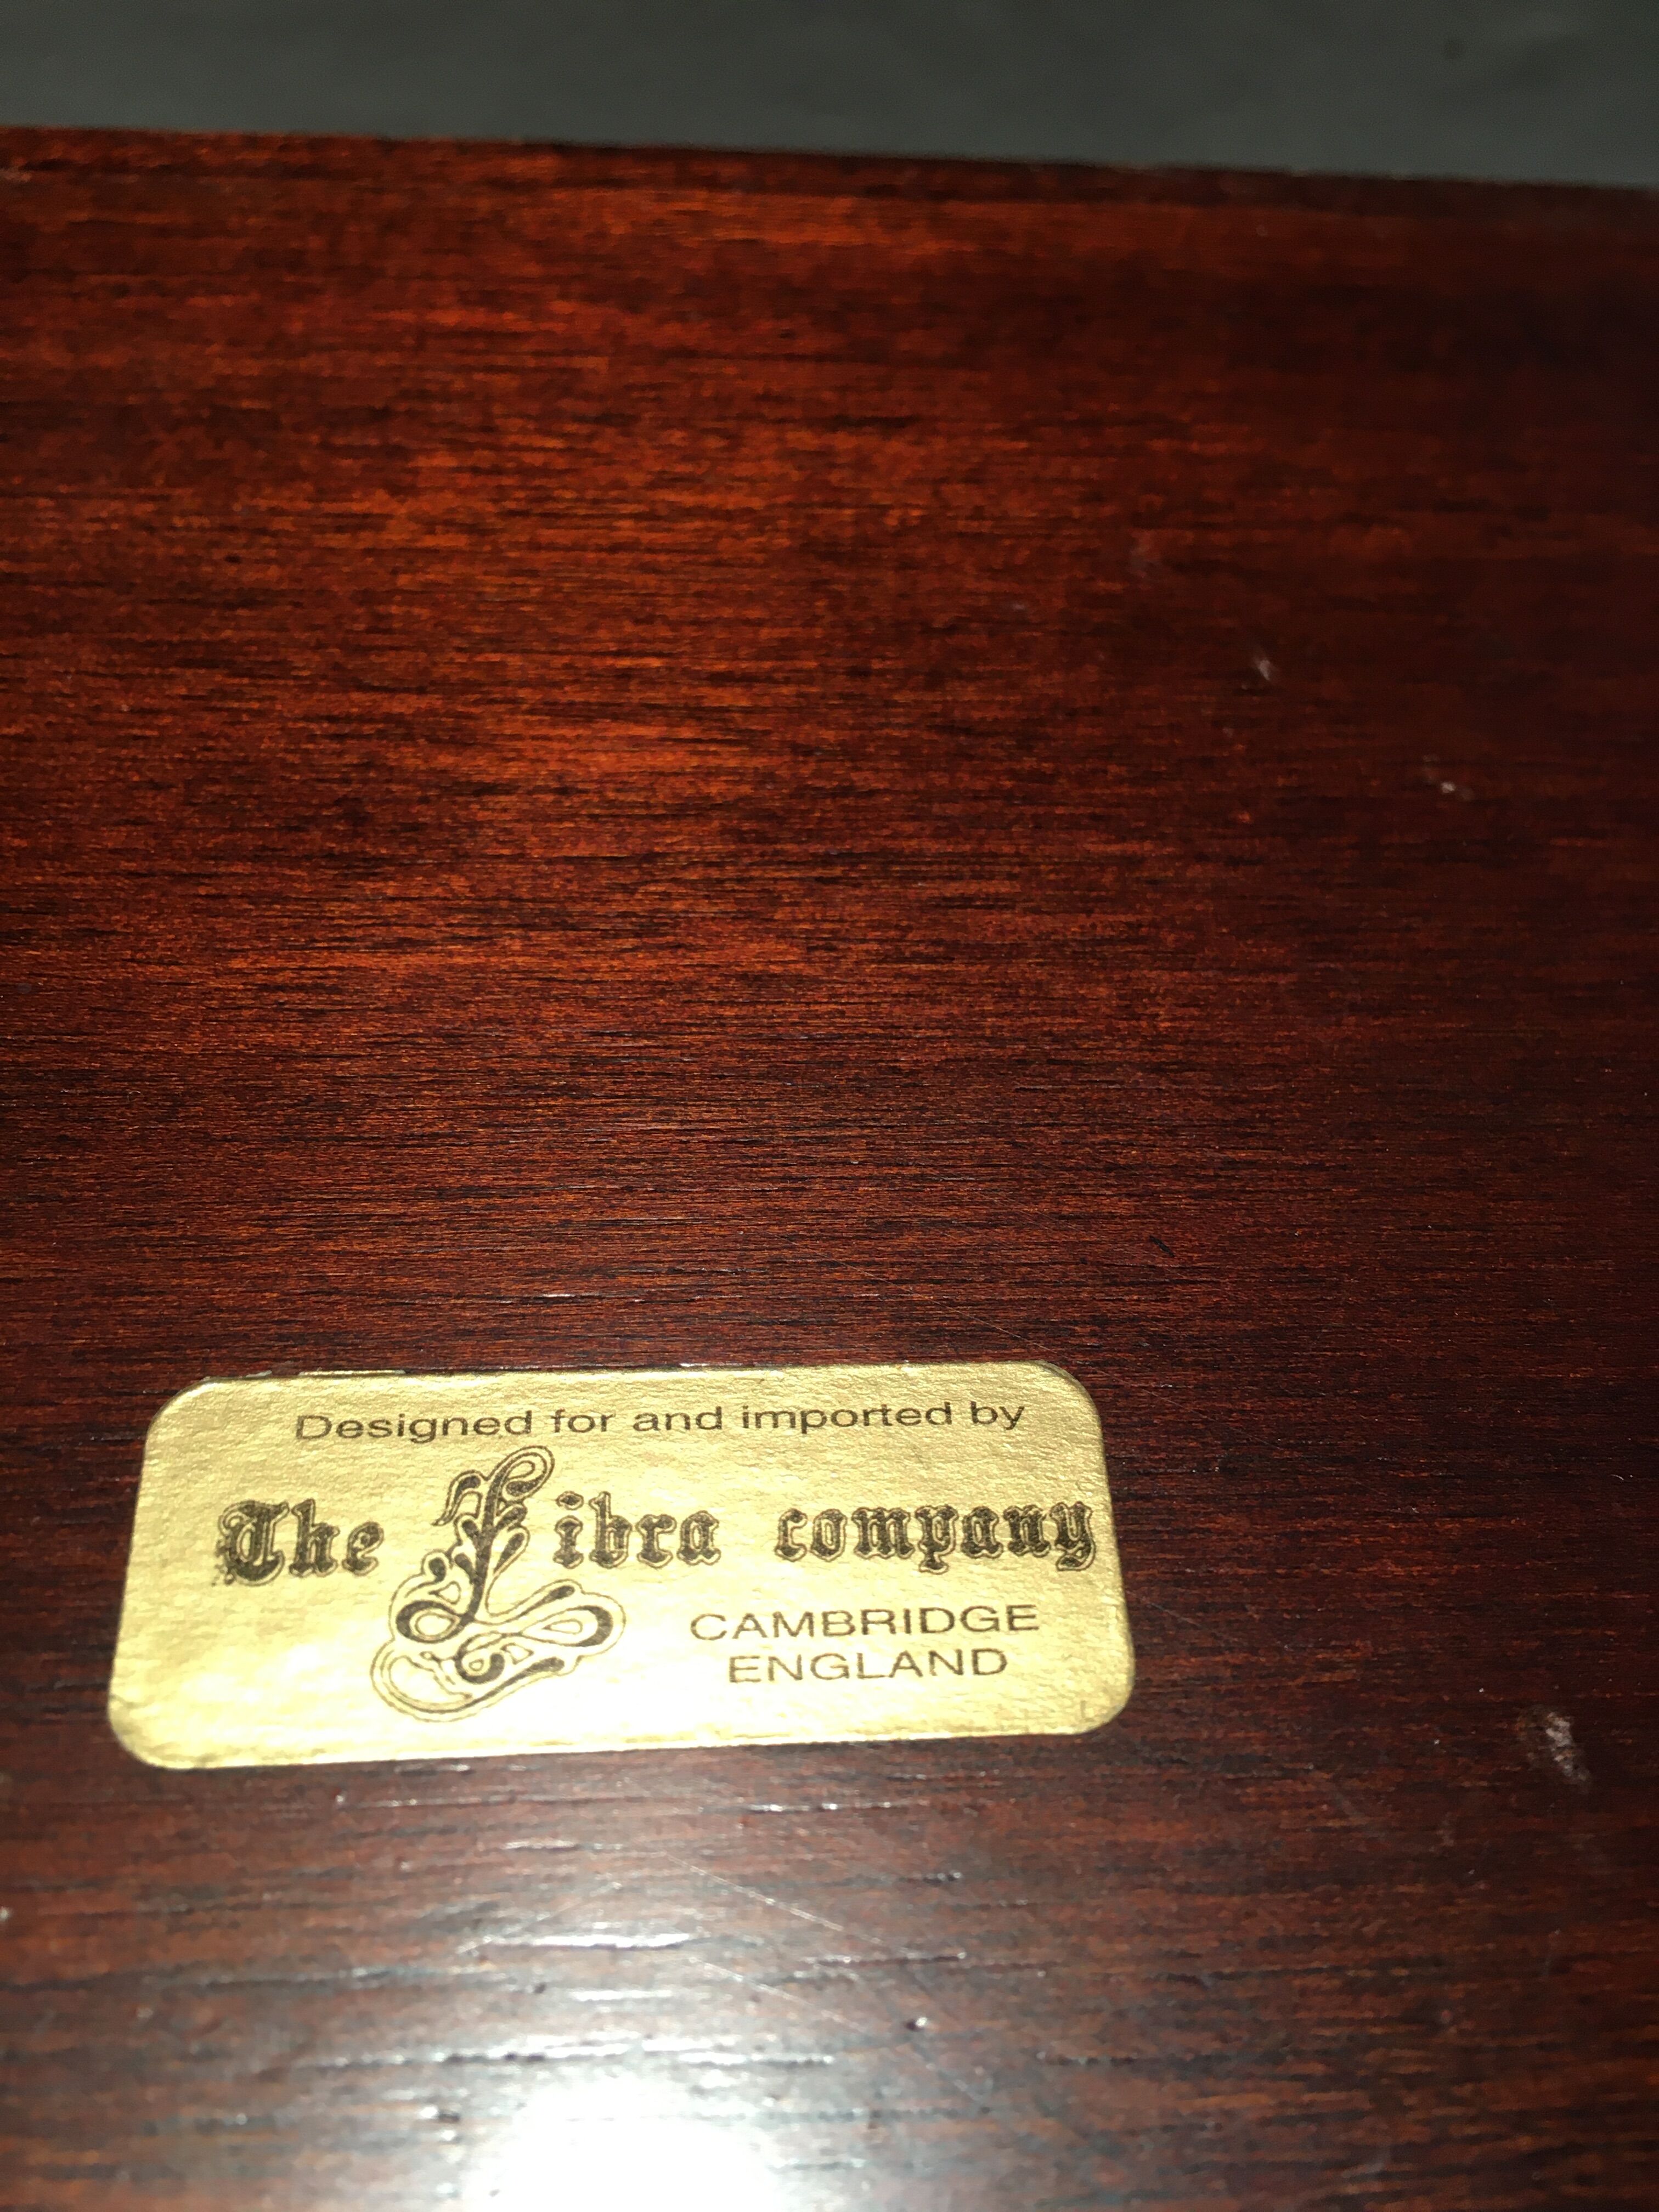 Designed for and imported by
The Libra company
CAMBRIDGE
ENGLAND